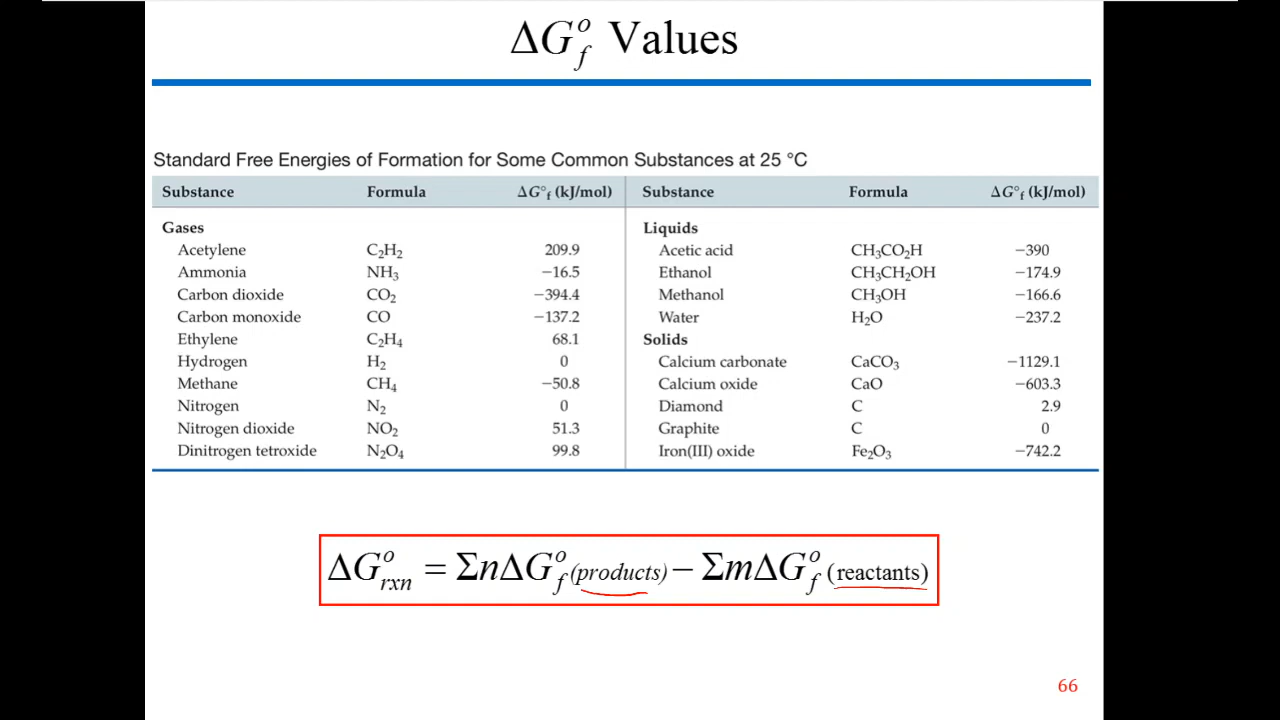 ΔG°f Values
Standard Free Energies of Formation for Some Common Substances at 25 °C
Substance Formula ΔG°f (kJ/mol) Substance Formula ΔG°f (kJ/mol)
Gases Liquids
Acetylene C₂H₂ 209.9 Acetic acid CH₃CO₂H −390
Ammonia NH₃ −16.5 Ethanol CH₃CH₂OH −174.9
Carbon dioxide CO₂ −394.4 Methanol CH₃OH −166.6
Carbon monoxide CO −137.2 Water H₂O −237.2
Ethylene C₂H₄ 68.1 Solids
Hydrogen H₂ 0 Calcium carbonate CaCO₃ −1129.1
Methane CH₄ −50.8 Calcium oxide CaO −603.3
Nitrogen N₂ 0 Diamond C 2.9
Nitrogen dioxide NO₂ 51.3 Graphite C 0
Dinitrogen tetroxide N₂O₄ 99.8 Iron(III) oxide Fe₂O₃ −742.2
ΔG°rxn = ΣnΔG°f (products) − ΣmΔG°f (reactants)
66